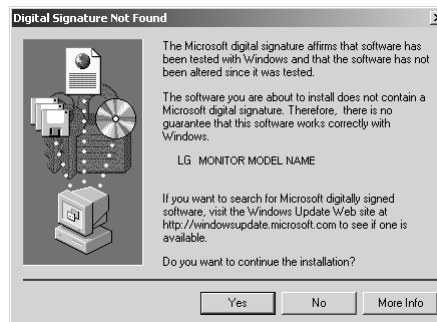 Digital Signature Not Found
The Microsoft digital signature affirms that software has
been tested with Windows and that the software has not
been altered since it was tested.
The software you are about to install does not contain a
Microsoft digital signature. Therefore, there is no
guarantee that this software works correctly with
Windows.
LG MONITOR MODEL NAME
If you want to search for Microsoft digitally signed
software, visit the Windows Update Web site at
http://windowsupdate.microsoft.com to see if one is
available.
Do you want to continue the installation?
Yes No More Info